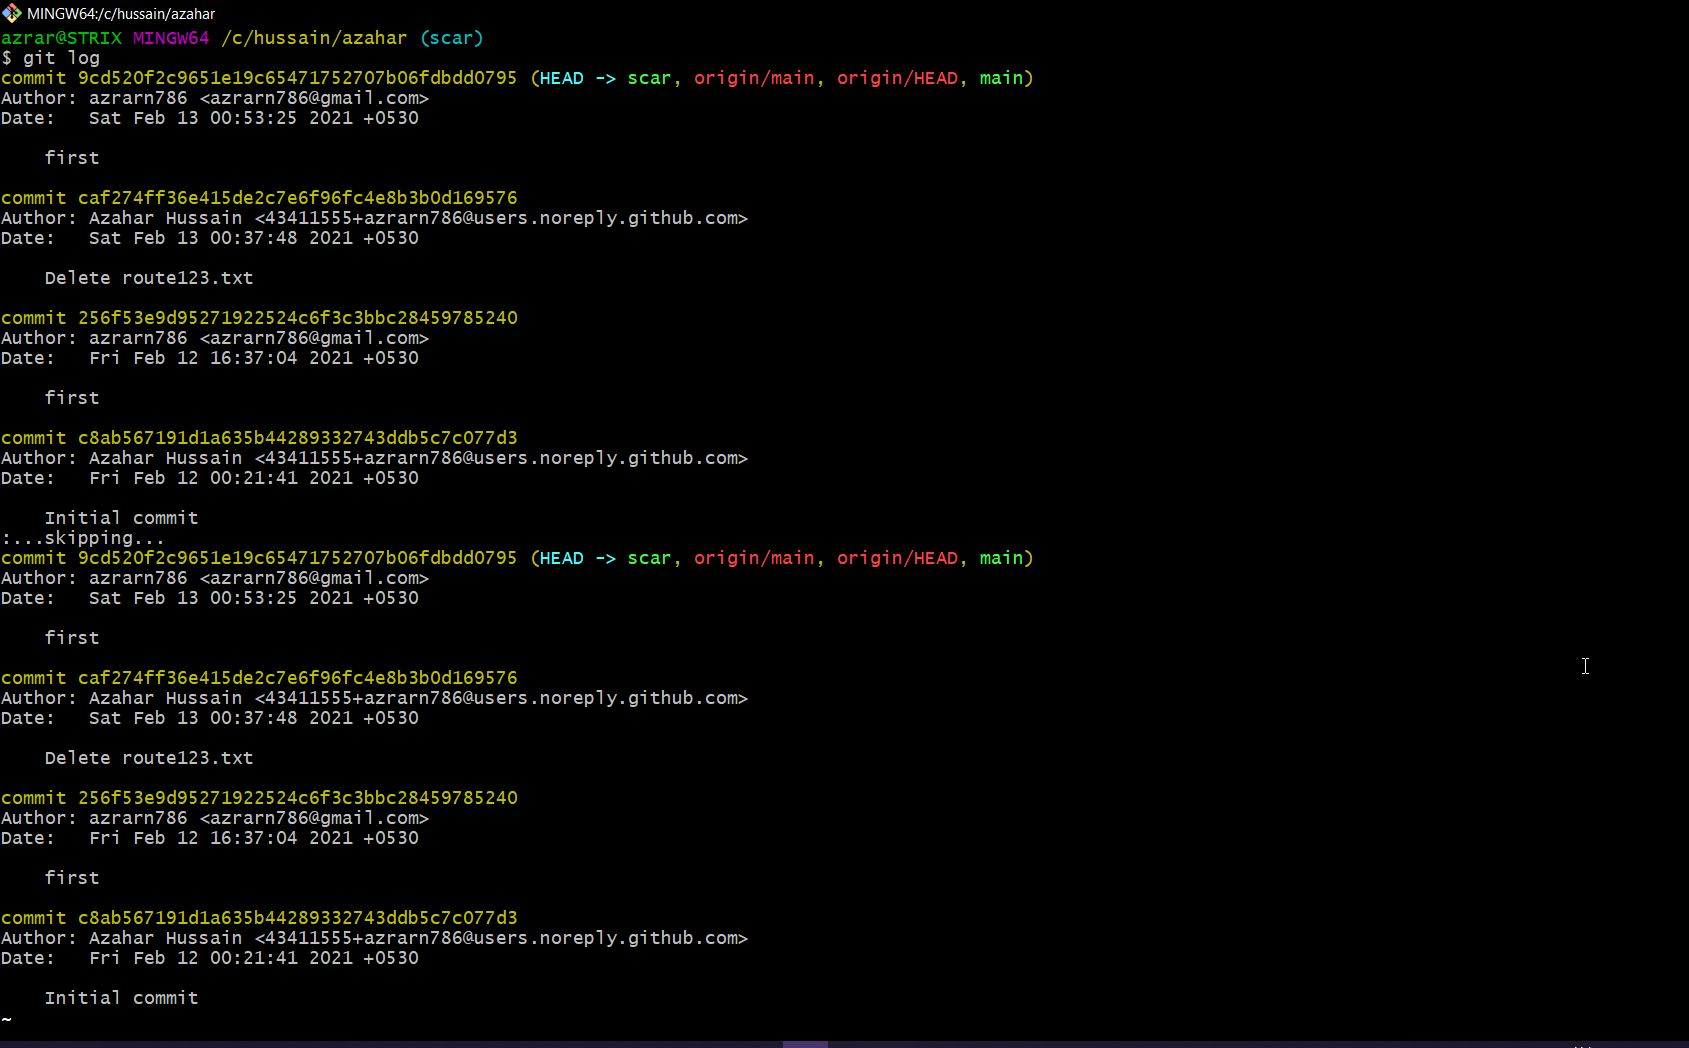 MINGW64:/c/hussain/azahar
azrar@STRIX MINGW64 /c/hussain/azahar (scar)
$ git log
commit 9cd520f2c9651e19c65471752707b06fdbdd0795 (HEAD -> scar, origin/main, origin/HEAD, main)
Author: azrarn786 <azrarn786@gmail.com>
Date:   Sat Feb 13 00:53:25 2021 +0530
    first
commit caf274ff36e415de2c7e6f96fc4e8b3b0d169576
Author: Azahar Hussain <43411555+azrarn786@users.noreply.github.com>
Date:   Sat Feb 13 00:37:48 2021 +0530
    Delete route123.txt
commit 256f53e9d95271922524c6f3c3bbc28459785240
Author: azrarn786 <azrarn786@gmail.com>
Date:   Fri Feb 12 16:37:04 2021 +0530
    first
commit c8ab567191d1a635b44289332743ddb5c7c077d3
Author: Azahar Hussain <43411555+azrarn786@users.noreply.github.com>
Date:   Fri Feb 12 00:21:41 2021 +0530
    Initial commit
:...skipping...
commit 9cd520f2c9651e19c65471752707b06fdbdd0795 (HEAD -> scar, origin/main, origin/HEAD, main)
Author: azrarn786 <azrarn786@gmail.com>
Date:   Sat Feb 13 00:53:25 2021 +0530
    first
commit caf274ff36e415de2c7e6f96fc4e8b3b0d169576
Author: Azahar Hussain <43411555+azrarn786@users.noreply.github.com>
Date:   Sat Feb 13 00:37:48 2021 +0530
    Delete route123.txt
commit 256f53e9d95271922524c6f3c3bbc28459785240
Author: azrarn786 <azrarn786@gmail.com>
Date:   Fri Feb 12 16:37:04 2021 +0530
    first
commit c8ab567191d1a635b44289332743ddb5c7c077d3
Author: Azahar Hussain <43411555+azrarn786@users.noreply.github.com>
Date:   Fri Feb 12 00:21:41 2021 +0530
    Initial commit
~